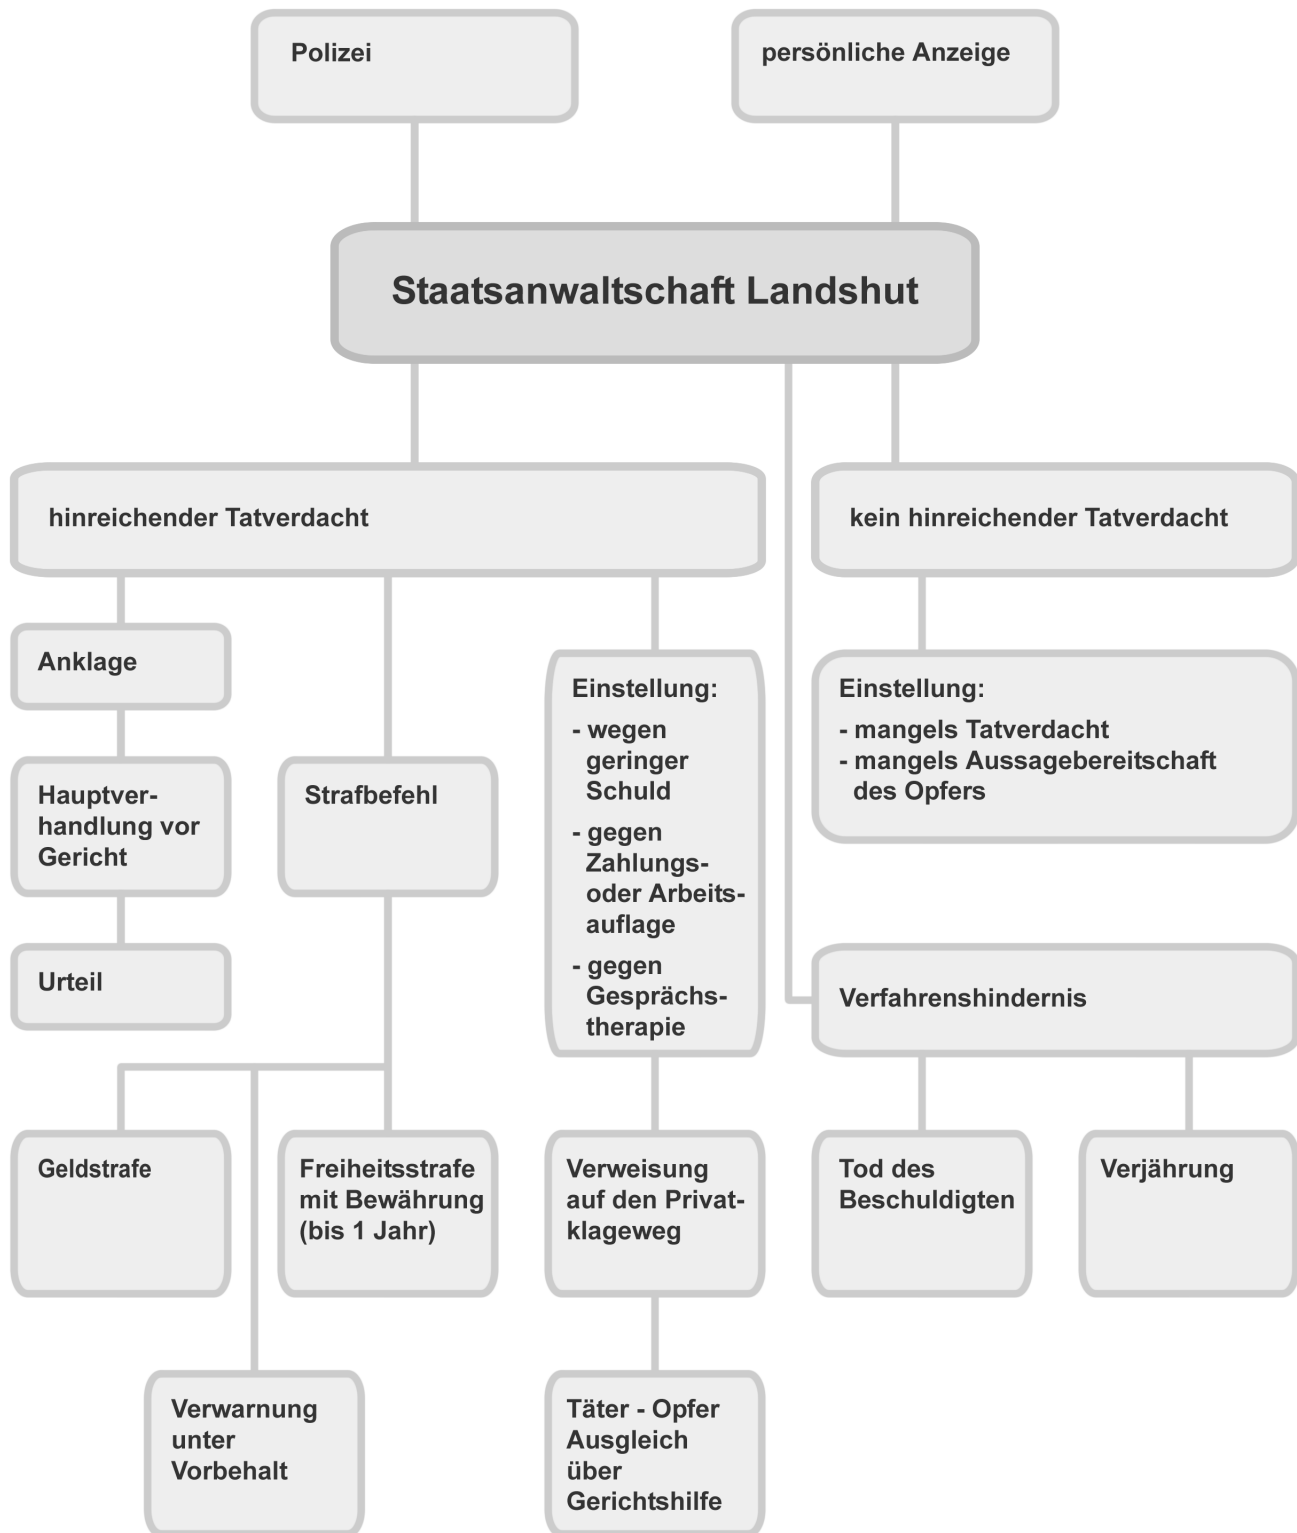 Polizei
persönliche Anzeige
Staatsanwaltschaft Landshut
hinreichender Tatverdacht
kein hinreichender Tatverdacht
Anklage
Hauptver-
handlung vor
Gericht
Urteil
Strafbefehl
Einstellung:
- wegen
geringer
Schuld
- gegen
Zahlungs-
oder Arbeits-
auflage
- gegen
Gesprächs-
therapie
Einstellung:
- mangels Tatverdacht
- mangels Aussagebereitschaft
des Opfers
Verfahrenshindernis
Geldstrafe
Freiheitsstrafe
mit Bewährung
(bis 1 Jahr)
Verweisung
auf den Privat-
klageweg
Tod des
Beschuldigten
Verjährung
Verwarnung
unter
Vorbehalt
Täter - Opfer
Ausgleich
über
Gerichtshilfe